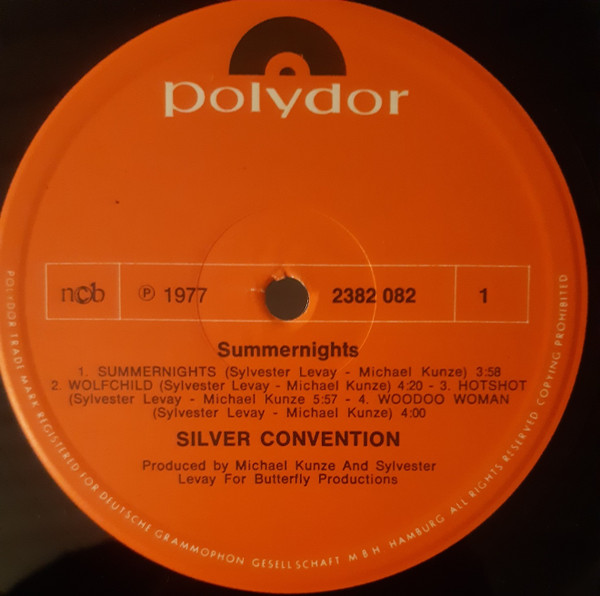 polydor
ncb ℗ 1977 2382 082 1
Summernights
1. SUMMERNIGHTS (Sylvester Levay - Michael Kunze) 3:58
2. WOLFCHILD (Sylvester Levay - Michael Kunze) 4:20 - 3. HOTSHOT
(Sylvester Levay - Michael Kunze 5:57 - 4. WOODOO WOMAN
(Sylvester Levay - Michael Kunze) 4:00
SILVER CONVENTION
Produced by Michael Kunze And Sylvester
Levay For Butterfly Productions
POLYDOR TRADE MARK REGISTERED FOR DEUTSCHE GRAMMOPHON GESELLSCHAFT M B H HAMBURG ALL RIGHTS RESERVED COPYING PROHIBITED